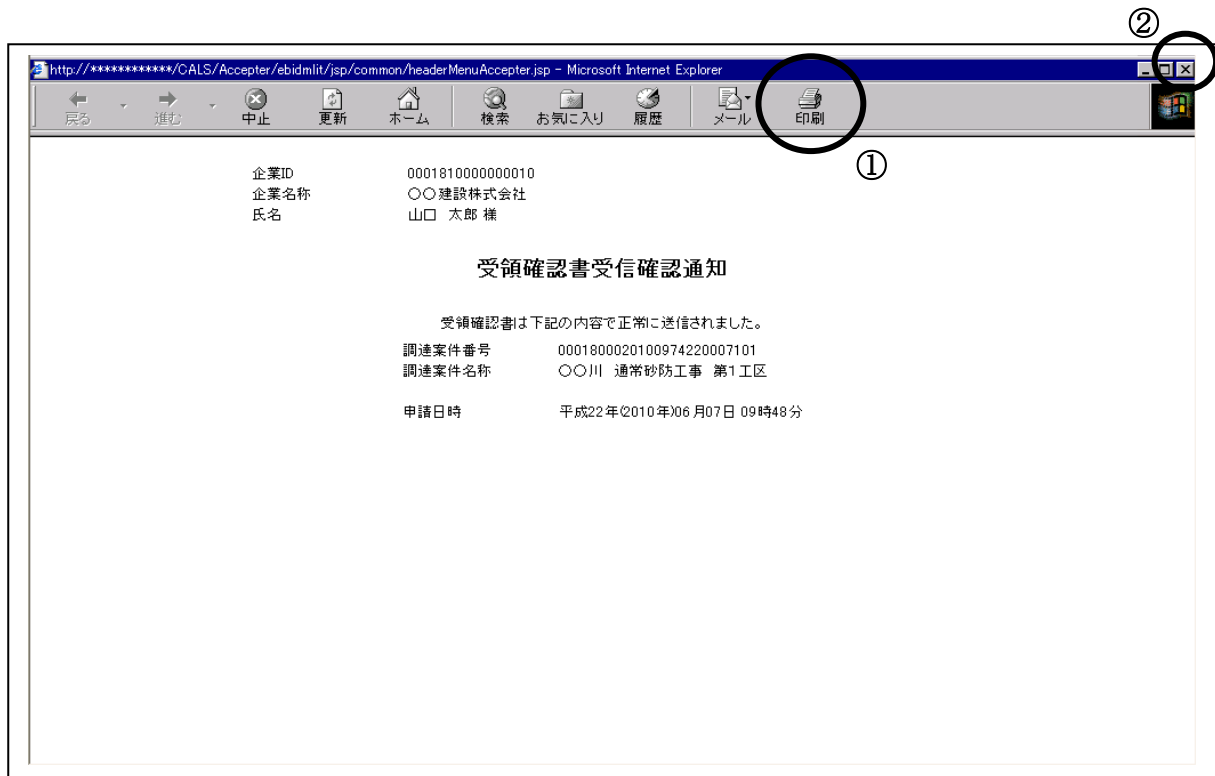 ②
http://************/CALS/Accepter/ebidmlit/jsp/common/headerMenuAccepter.jsp - Microsoft Internet Explorer
戻る 進む 中止 更新 ホーム 検索 お気に入り 履歴 メール 印刷
①
企業ID 0001810000000010
企業名称 〇〇建設株式会社
氏名 山口 太郎 様
受領確認書受信確認通知
受領確認書は下記の内容で正常に送信されました。
調達案件番号 0001800020100974220007101
調達案件名称 〇〇川 通常砂防工事 第1工区
申請日時 平成22年(2010年)06月07日 09時48分